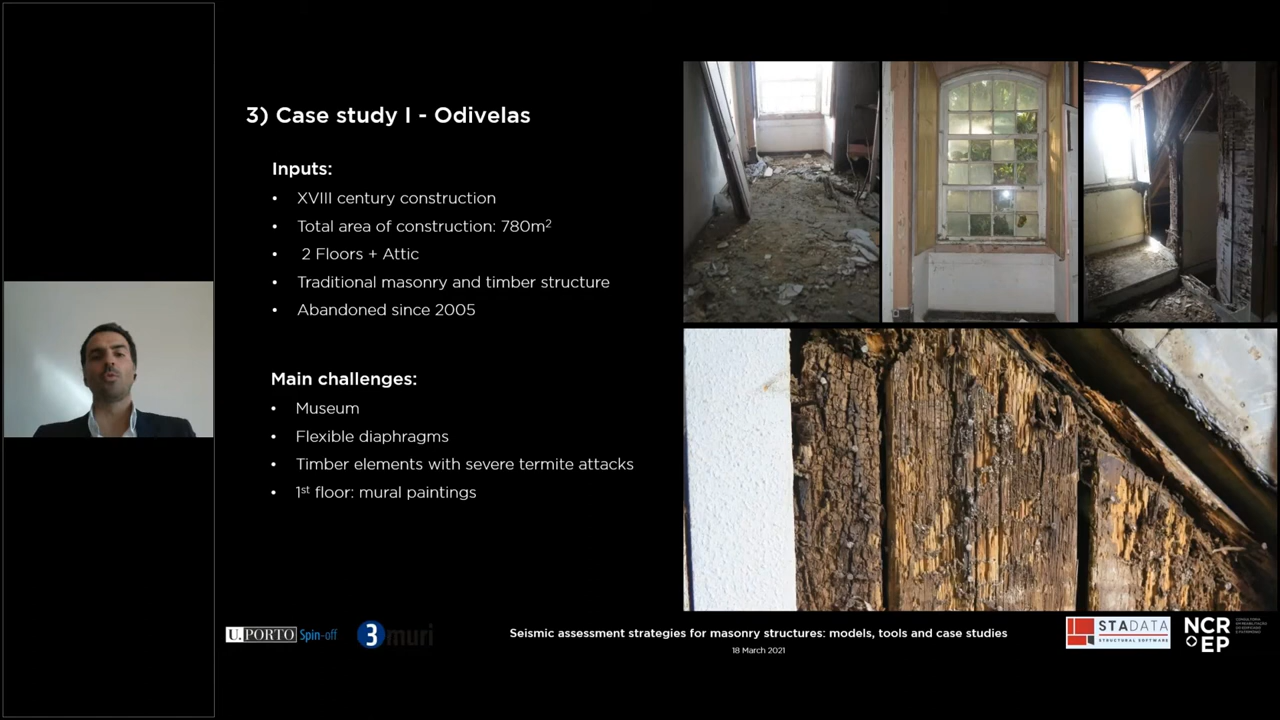 3) Case study I - Odivelas
Inputs:
• XVIII century construction
• Total area of construction: 780m²
• 2 Floors + Attic
• Traditional masonry and timber structure
• Abandoned since 2005
Main challenges:
• Museum
• Flexible diaphragms
• Timber elements with severe termite attacks
• 1st floor: mural paintings
U.PORTO Spin-off
3muri
Seismic assessment strategies for masonry structures: models, tools and case studies
18 March 2021
STADATA
STRUCTURAL SOFTWARE
NCR
EP